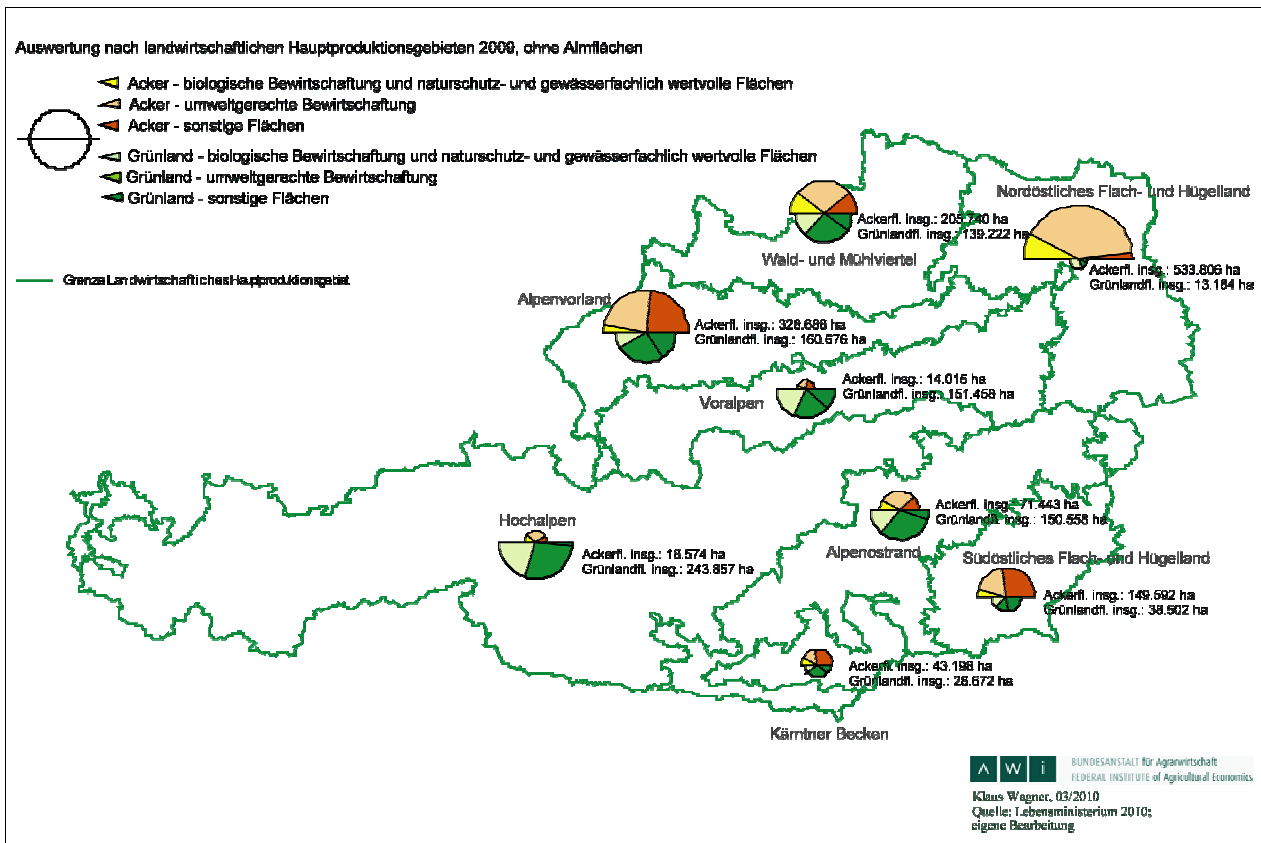 Auswertung nach landwirtschaftlichen Hauptproduktionsgebieten 2009, ohne Almflächen
Acker - biologische Bewirtschaftung und naturschutz- und gewässerfachlich wertvolle Flächen
Acker - umweltgerechte Bewirtschaftung
Acker - sonstige Flächen
Grünland - biologische Bewirtschaftung und naturschutz- und gewässerfachlich wertvolle Flächen
Grünland - umweltgerechte Bewirtschaftung
Grünland - sonstige Flächen
Grenze Landwirtschaftliches Hauptproduktionsgebiet
Nordöstliches Flach- und Hügelland
Ackerfl. insg.: 533.806 ha
Grünlandfl. insg.: 13.184 ha
Ackerfl. insg.: 205.740 ha
Grünlandfl. insg.: 139.222 ha
Wald- und Mühlviertel
Alpenvorland
Ackerfl. insg.: 328.686 ha
Grünlandfl. insg.: 160.576 ha
Ackerfl. insg.: 14.015 ha
Grünlandfl. insg.: 151.458 ha
Voralpen
Hochalpen
Ackerfl. insg.: 18.574 ha
Grünlandfl. insg.: 243.857 ha
Ackerfl. insg.: 71.443 ha
Grünlandfl. insg.: 150.558 ha
Alpenostrand
Südöstliches Flach- und Hügelland
Ackerfl. insg.: 149.592 ha
Grünlandfl. insg.: 38.502 ha
Ackerfl. insg.: 43.198 ha
Grünlandfl. insg.: 28.672 ha
Kärntner Becken
AWI
BUNDESANSTALT für Agrarwirtschaft
FEDERAL INSTITUTE of Agricultural Economics
Klaus Wagner, 03/2010
Quelle: Lebensministerium 2010;
eigene Bearbeitung